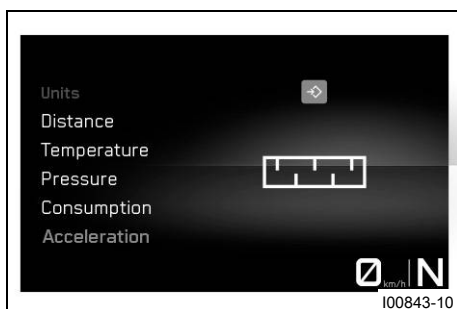 Units
Distance
Temperature
Pressure
Consumption
Acceleration
0 km/h N
I00843-10